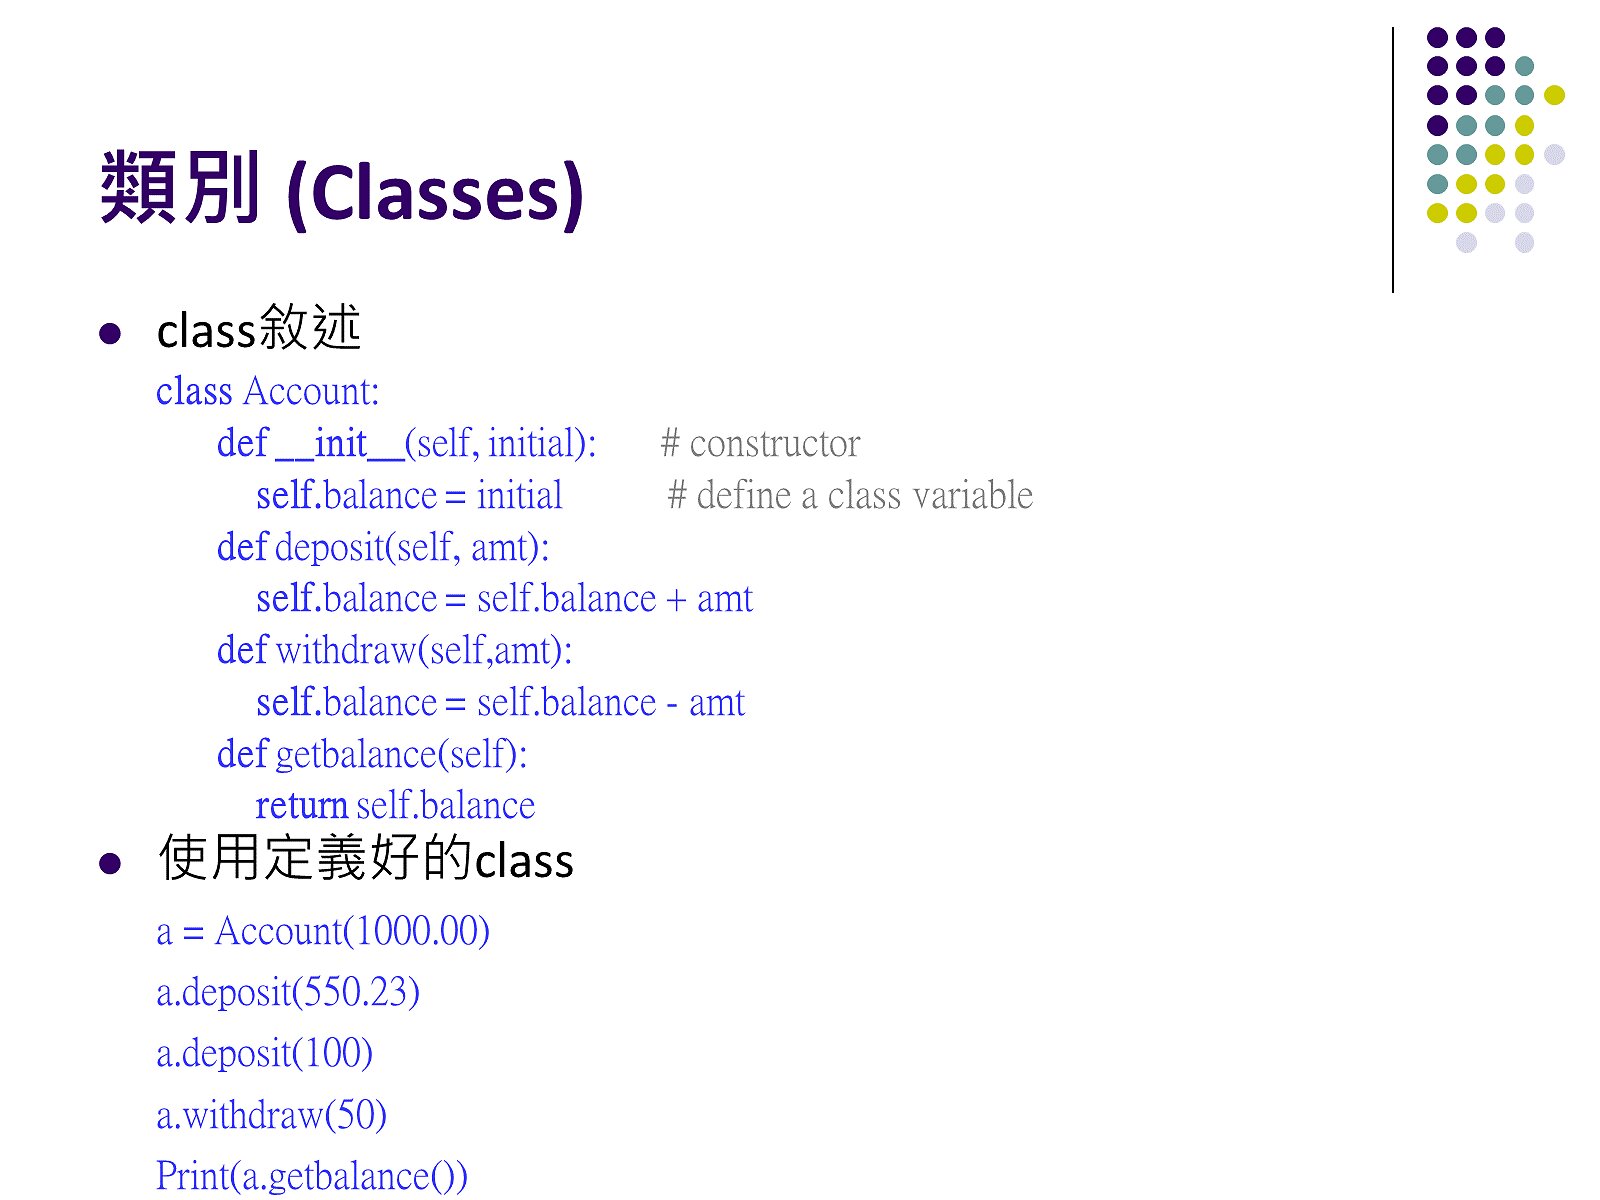 類別 (Classes)
class敘述
class Account:
def __init__(self, initial): # constructor
self.balance = initial # define a class variable
def deposit(self, amt):
self.balance = self.balance + amt
def withdraw(self,amt):
self.balance = self.balance - amt
def getbalance(self):
return self.balance
使用定義好的class
a = Account(1000.00)
a.deposit(550.23)
a.deposit(100)
a.withdraw(50)
Print(a.getbalance())